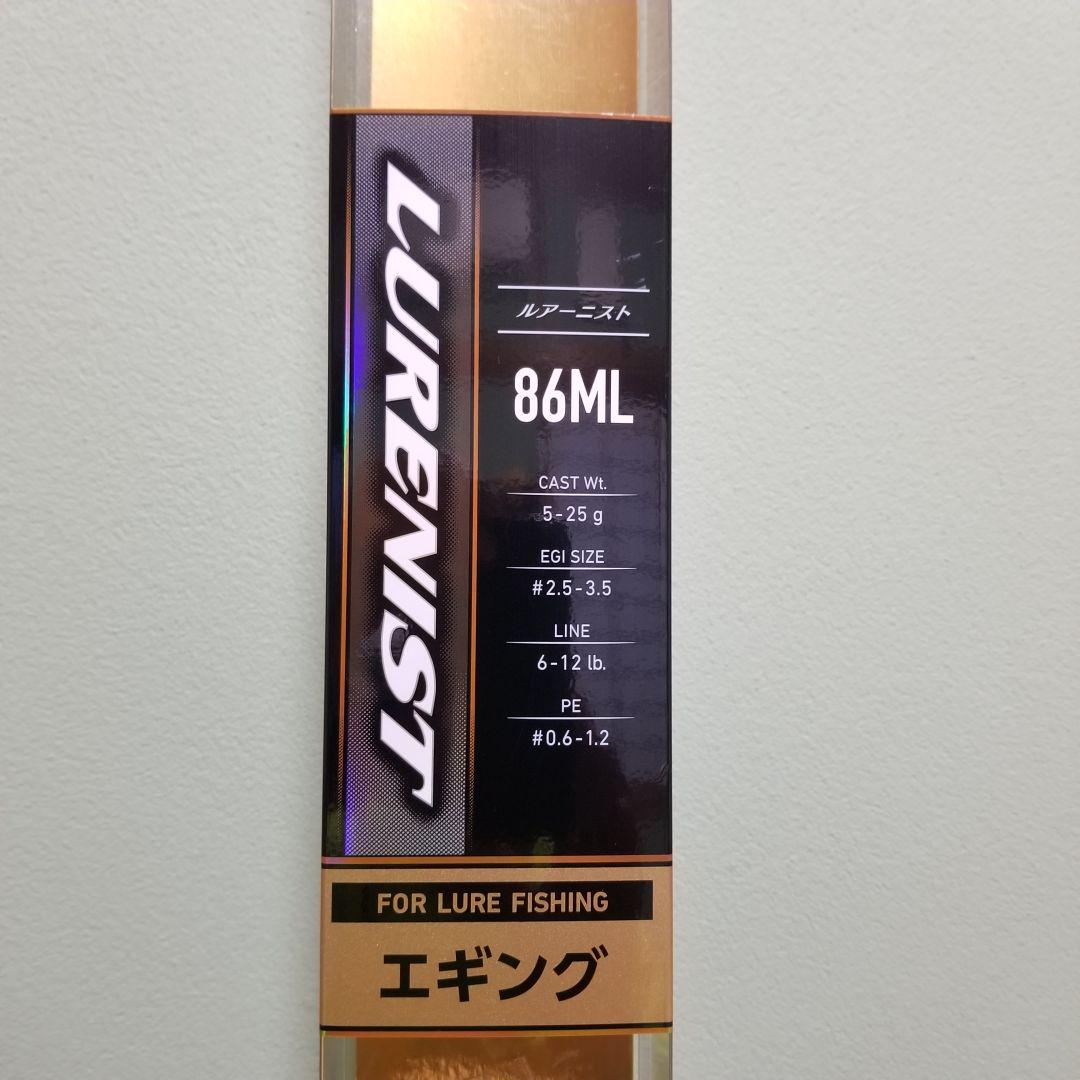 LURENIST
ルアーニスト
86ML
CAST Wt.
5-25 g
EGI SIZE
#2.5-3.5
LINE
6-12 lb.
PE
#0.6-1.2
FOR LURE FISHING
エギング